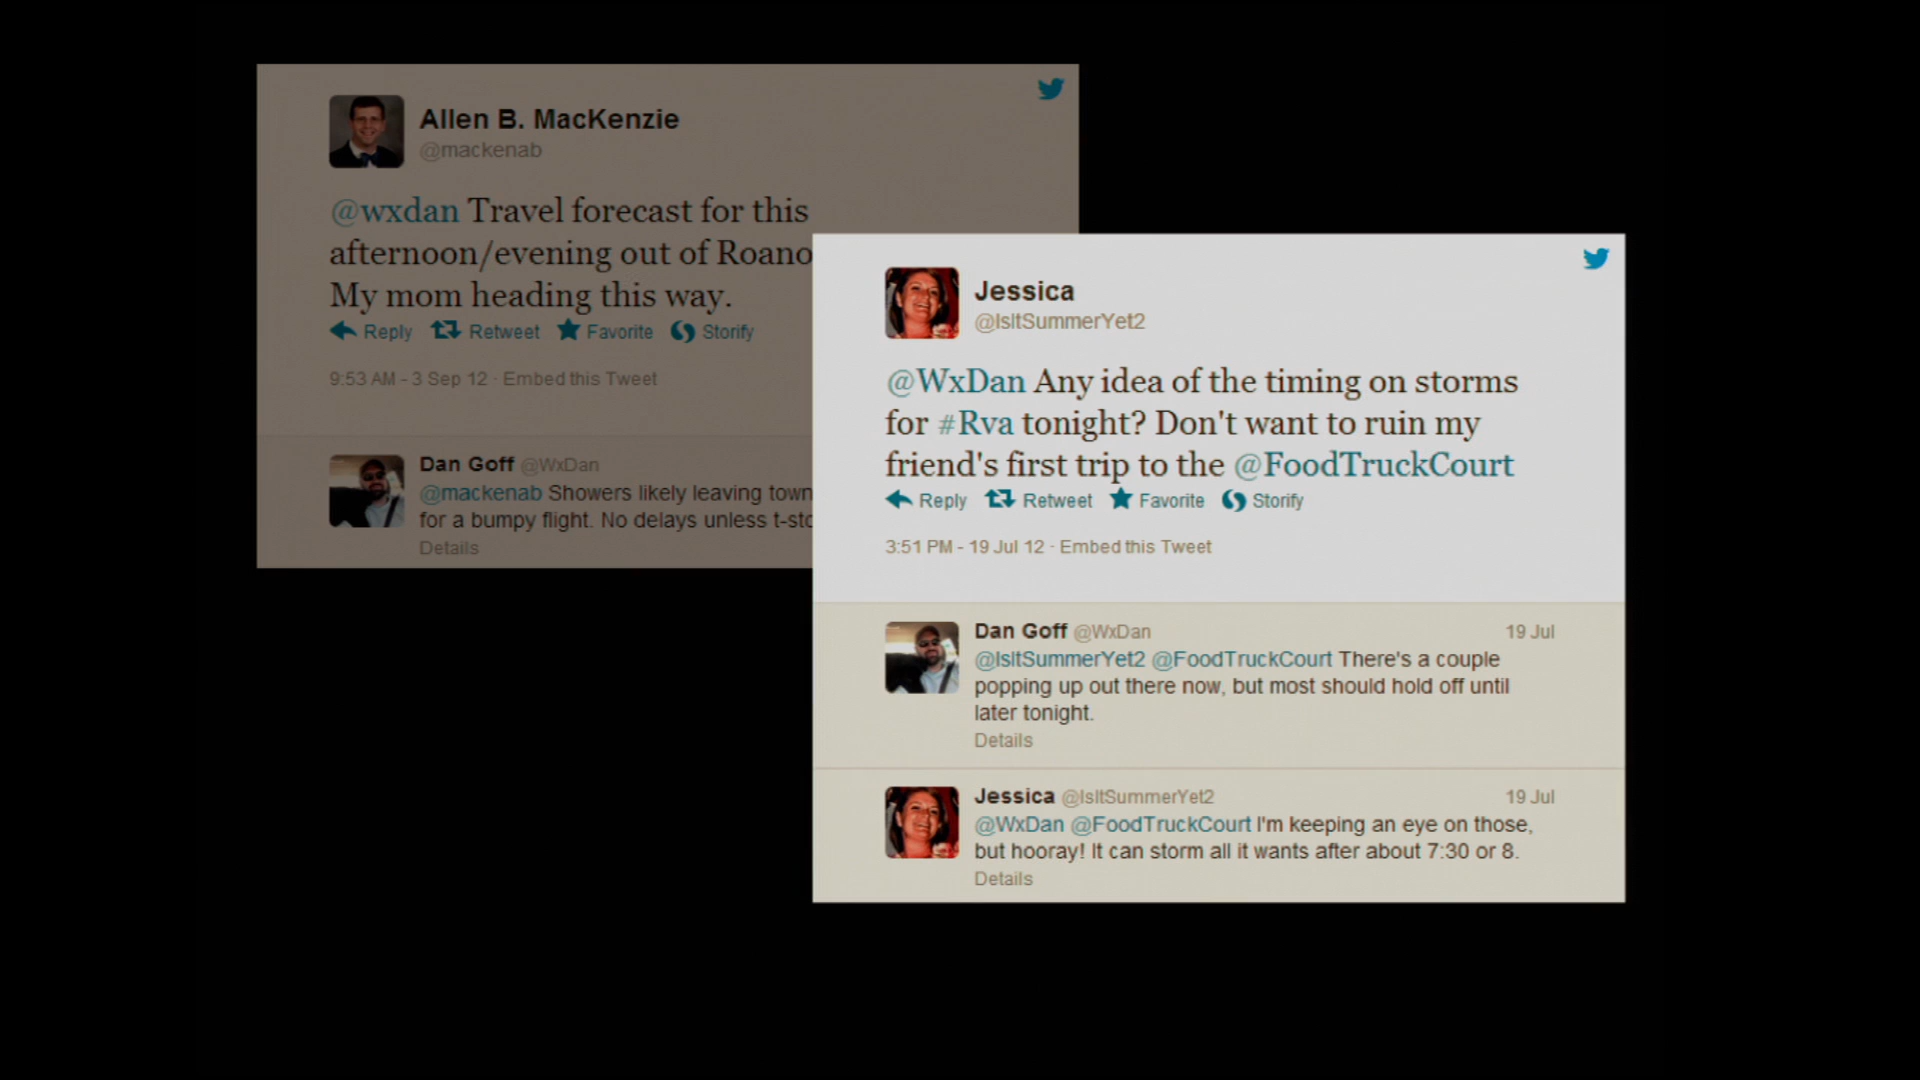 Allen B. MacKenzie
@mackenab
@wxdan Travel forecast for this
afternoon/evening out of Roano
My mom heading this way.
Reply Retweet Favorite Storify
9:53 AM - 3 Sep 12 · Embed this Tweet
Dan Goff @WxDan
@mackenab Showers likely leaving town
for a bumpy flight. No delays unless t-sto
Details
Jessica
@IsItSummerYet2
@WxDan Any idea of the timing on storms
for #Rva tonight? Don't want to ruin my
friend's first trip to the @FoodTruckCourt
Reply Retweet Favorite Storify
3:51 PM - 19 Jul 12 · Embed this Tweet
Dan Goff @WxDan 19 Jul
@IsItSummerYet2 @FoodTruckCourt There's a couple
popping up out there now, but most should hold off until
later tonight.
Details
Jessica @IsItSummerYet2 19 Jul
@WxDan @FoodTruckCourt I'm keeping an eye on those,
but hooray! It can storm all it wants after about 7:30 or 8.
Details